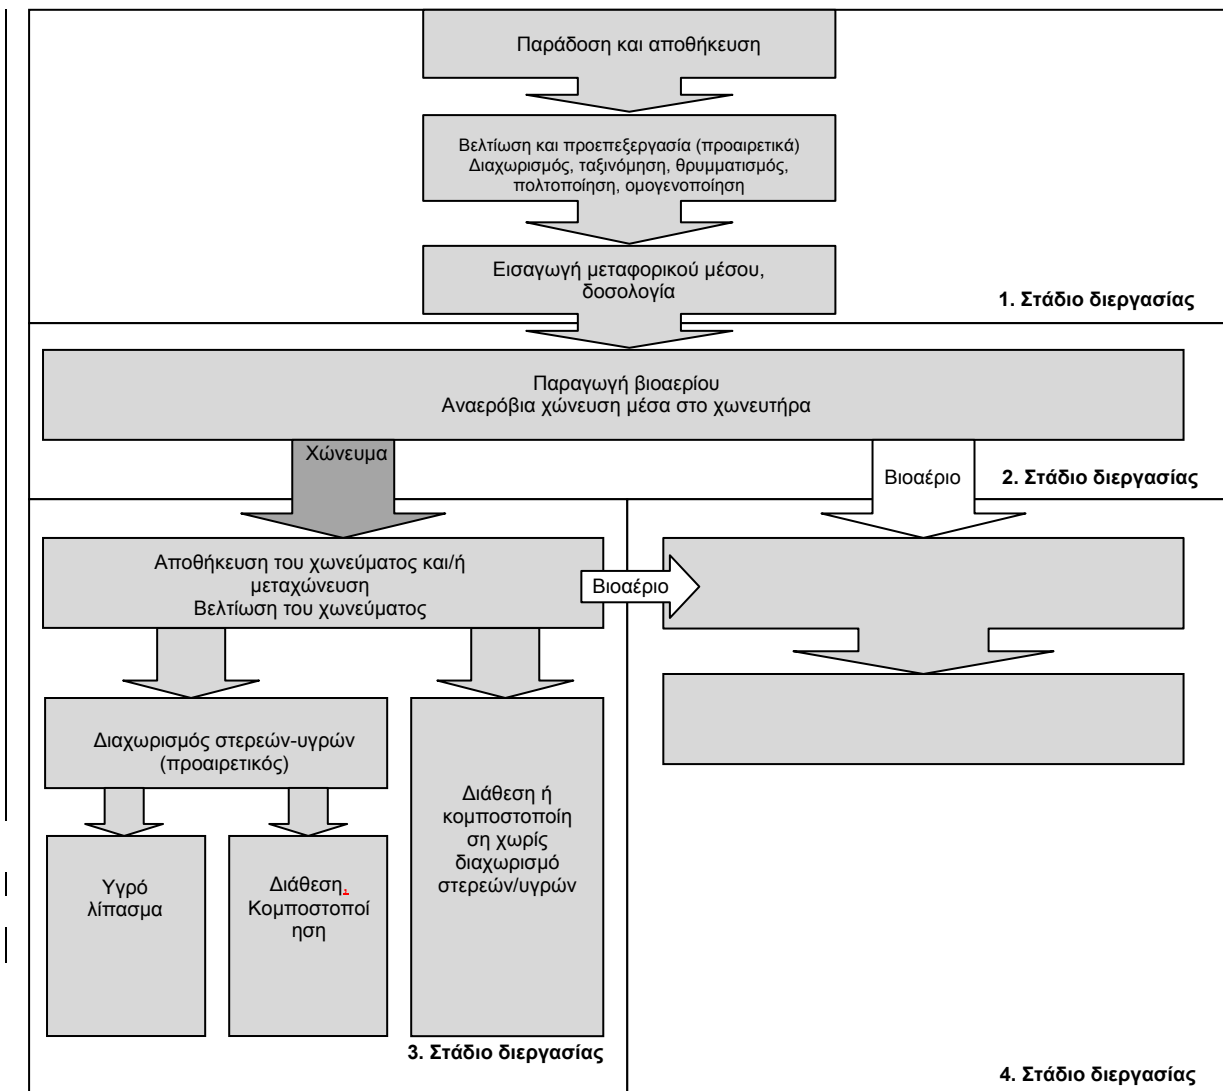 Παράδοση και αποθήκευση
Βελτίωση και προεπεξεργασία (προαιρετικά)
Διαχωρισμός, ταξινόμηση, θρυμματισμός,
πολτοποίηση, ομογενοποίηση
Εισαγωγή μεταφορικού μέσου,
δοσολογία
1. Στάδιο διεργασίας
Παραγωγή βιοαερίου
Αναερόβια χώνευση μέσα στο χωνευτήρα
Χώνευμα
Βιοαέριο
2. Στάδιο διεργασίας
Αποθήκευση του χωνεύματος και/ή
μεταχώνευση
Βελτίωση του χωνεύματος
Βιοαέριο
Διαχωρισμός στερεών-υγρών
(προαιρετικός)
Υγρό
λίπασμα
Διάθεση,
Κομποστοποί
ηση
Διάθεση ή
κομποστοποίη
ση χωρίς
διαχωρισμό
στερεών/υγρών
3. Στάδιο διεργασίας
4. Στάδιο διεργασίας